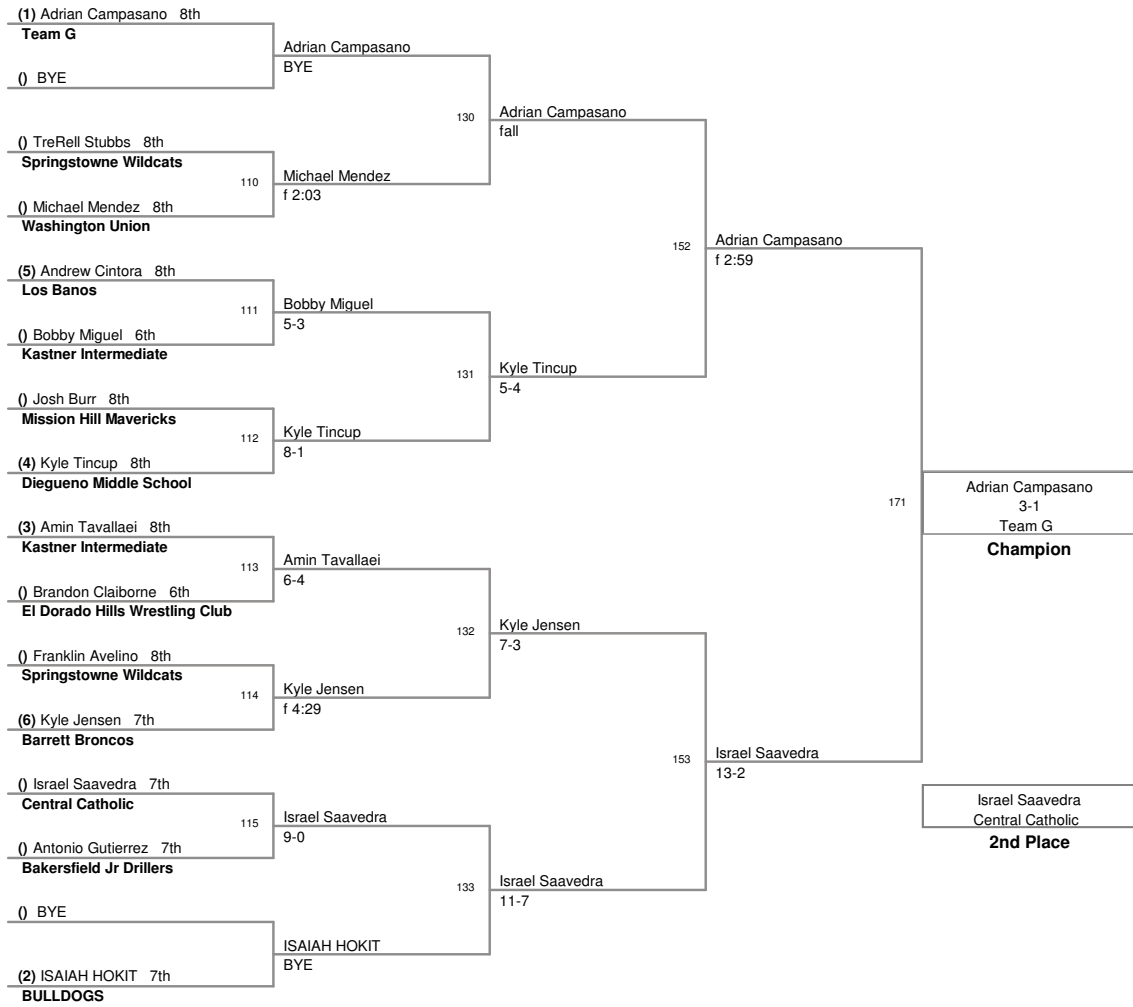 (1) Adrian Campasano 8th
Team G
() BYE
() TreRell Stubbs 8th
Springstowne Wildcats
() Michael Mendez 8th
Washington Union
(5) Andrew Cintora 8th
Los Banos
() Bobby Miguel 6th
Kastner Intermediate
() Josh Burr 8th
Mission Hill Mavericks
(4) Kyle Tincup 8th
Diegueno Middle School
(3) Amin Tavallaei 8th
Kastner Intermediate
() Brandon Claiborne 6th
El Dorado Hills Wrestling Club
() Franklin Avelino 8th
Springstowne Wildcats
(6) Kyle Jensen 7th
Barrett Broncos
() Israel Saavedra 7th
Central Catholic
() Antonio Gutierrez 7th
Bakersfield Jr Drillers
() BYE
(2) ISAIAH HOKIT 7th
BULLDOGS
110
111
112
113
114
115
Adrian Campasano
BYE
Michael Mendez
f 2:03
Bobby Miguel
5-3
Kyle Tincup
8-1
Amin Tavallaei
6-4
Kyle Jensen
f 4:29
Israel Saavedra
9-0
ISAIAH HOKIT
BYE
130
131
132
133
Adrian Campasano
fall
Kyle Tincup
5-4
Kyle Jensen
7-3
Israel Saavedra
11-7
152
153
Adrian Campasano
f 2:59
Israel Saavedra
13-2
171
Adrian Campasano
3-1
Team G
Champion
Israel Saavedra
Central Catholic
2nd Place